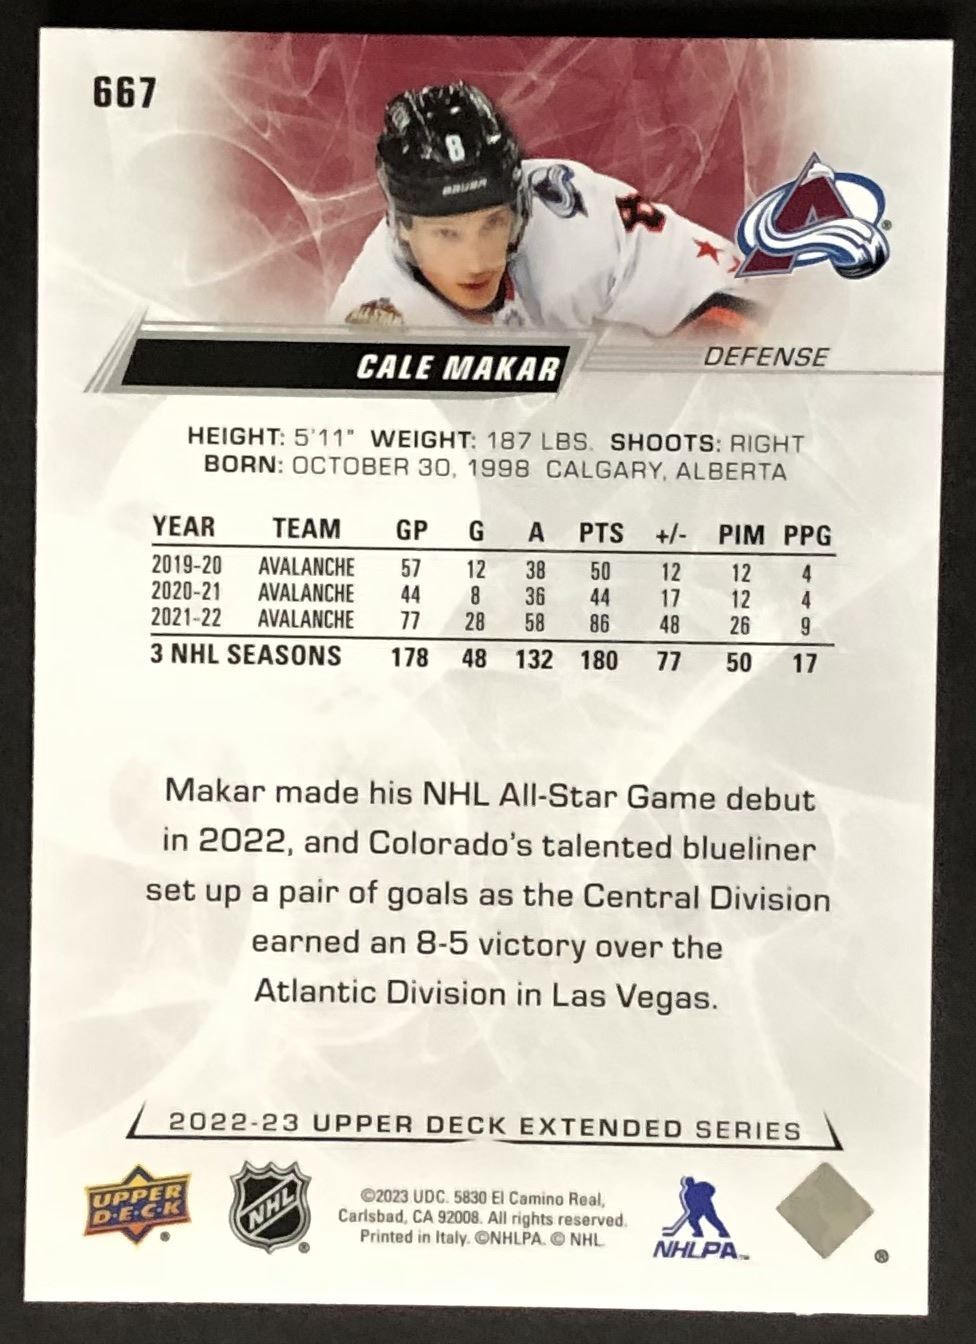 667
8
BAUER
8
CALE MAKAR
DEFENSE
HEIGHT: 5'11" WEIGHT: 187 LBS. SHOOTS: RIGHT
BORN: OCTOBER 30, 1998 CALGARY, ALBERTA
YEAR TEAM GP G A PTS +/- PIM PPG
2019-20 AVALANCHE 57 12 38 50 12 12 4
2020-21 AVALANCHE 44 8 36 44 17 12 4
2021-22 AVALANCHE 77 28 58 86 48 26 9
3 NHL SEASONS 178 48 132 180 77 50 17
Makar made his NHL All-Star Game debut
in 2022, and Colorado's talented blueliner
set up a pair of goals as the Central Division
earned an 8-5 victory over the
Atlantic Division in Las Vegas.
2022-23 UPPER DECK EXTENDED SERIES
UPPER
D·E·C·K
®
NHL
®
©2023 UDC. 5830 El Camino Real,
Carlsbad, CA 92008. All rights reserved.
Printed in Italy. ©NHLPA. © NHL.
NHLPA™
®